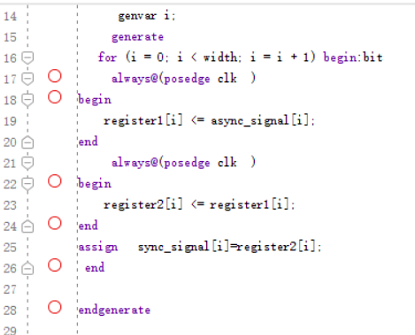 14 genvar i;
15 generate
16 for (i = 0; i < width; i = i + 1) begin:bit
17 always@(posedge clk )
18 begin
19 register1[i] <= async_signal[i];
20 end
21 always@(posedge clk )
22 begin
23 register2[i] <= register1[i];
24 end
25 assign sync_signal[i]=register2[i];
26 end
27
28 endgenerate
29